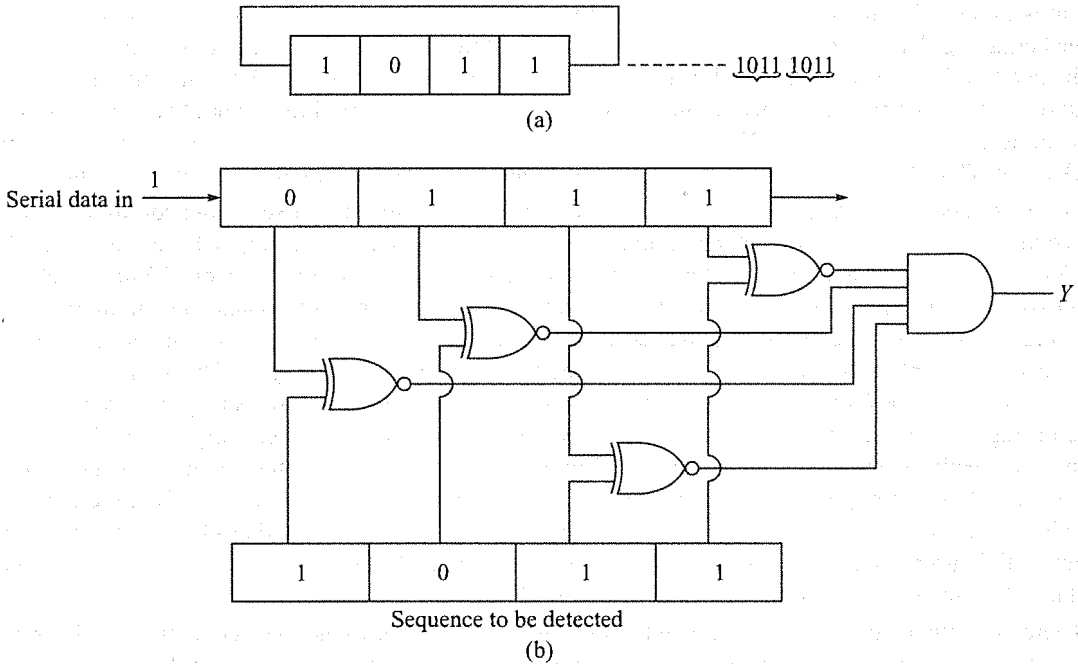 1 0 1 1 1011 1011
(a)
Serial data in 1 0 1 1 1
Y
1 0 1 1
Sequence to be detected
(b)